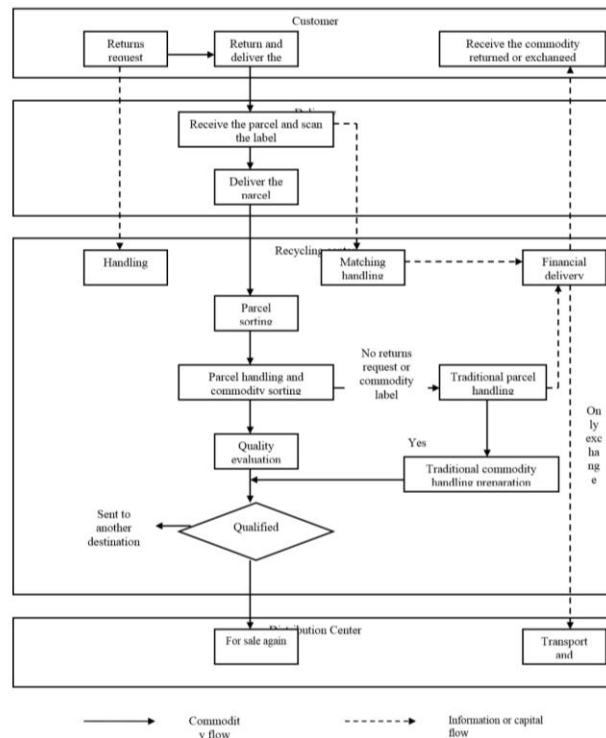 Customer
Returns
request
Return and
deliver the
Receive the commodity
returned or exchanged
Receive the parcel and scan
the label
Deliver the
parcel
Handling
Recycling
Matching
handling
Financial
delivery
Parcel
sorting
Parcel handling and
commodity sorting
No returns
request or
commodity
label
Traditional parcel
handling
On
ly exc
ha
ng
e
Quality
evaluation
Yes
Traditional commodity
handling preparation
Sent to
another
destination
Qualified
Distribution Center
For sale again
Transport
and
Commodit
y flow
Information or capital
flow